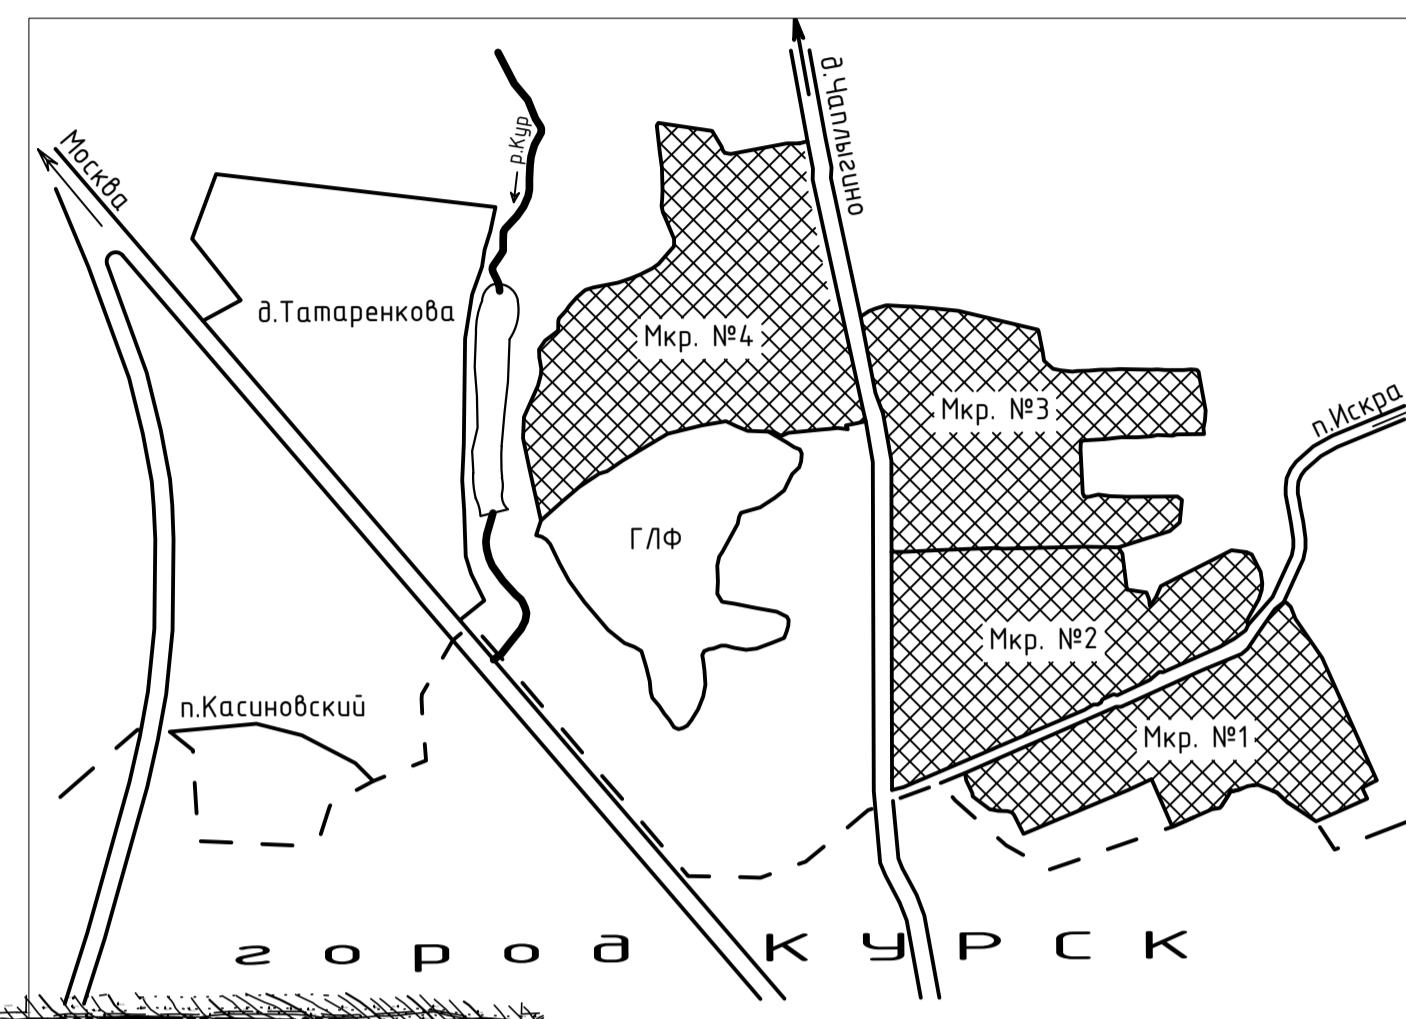 д.Чаплыгино
р.Кур
Москва
д.Татаренкова
Мкр. №4
Мкр. №3
п.Искра
ГЛФ
Мкр. №2
п.Касиновский
Мкр. №1
город КУРСК